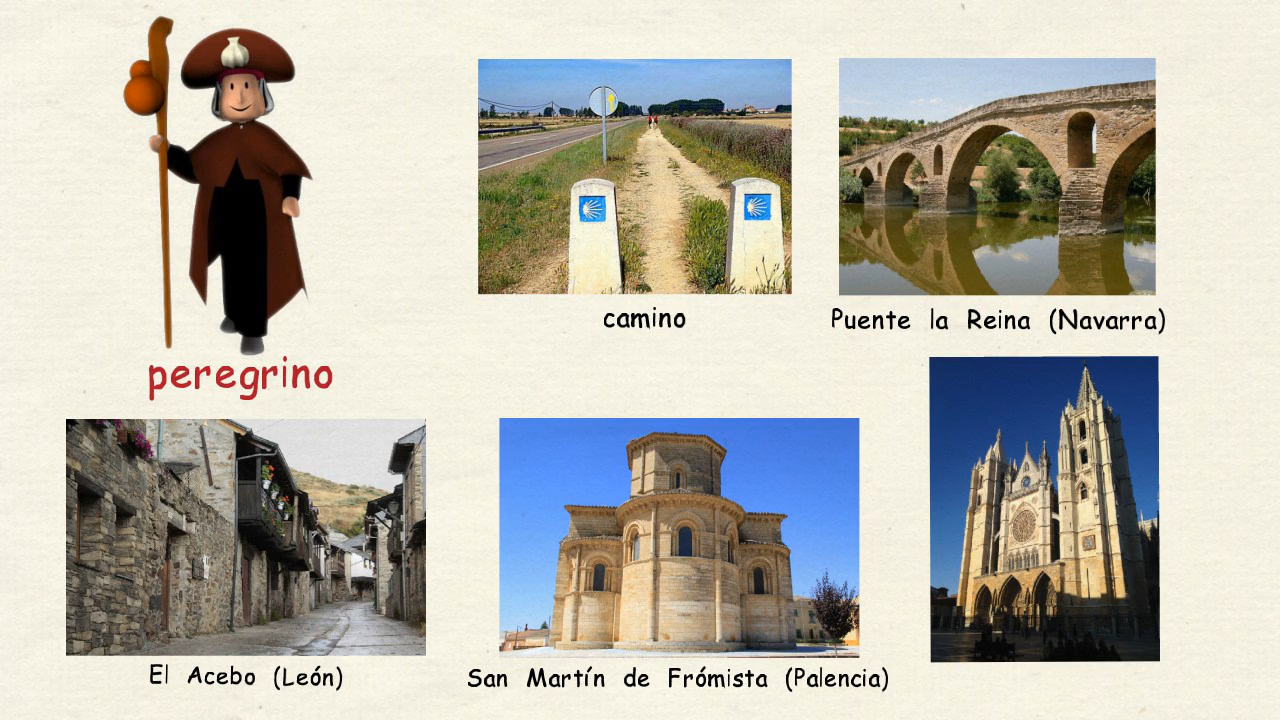 camino
Puente la Reina (Navarra)
peregrino
El Acebo (León)
San Martín de Frómista (Palencia)